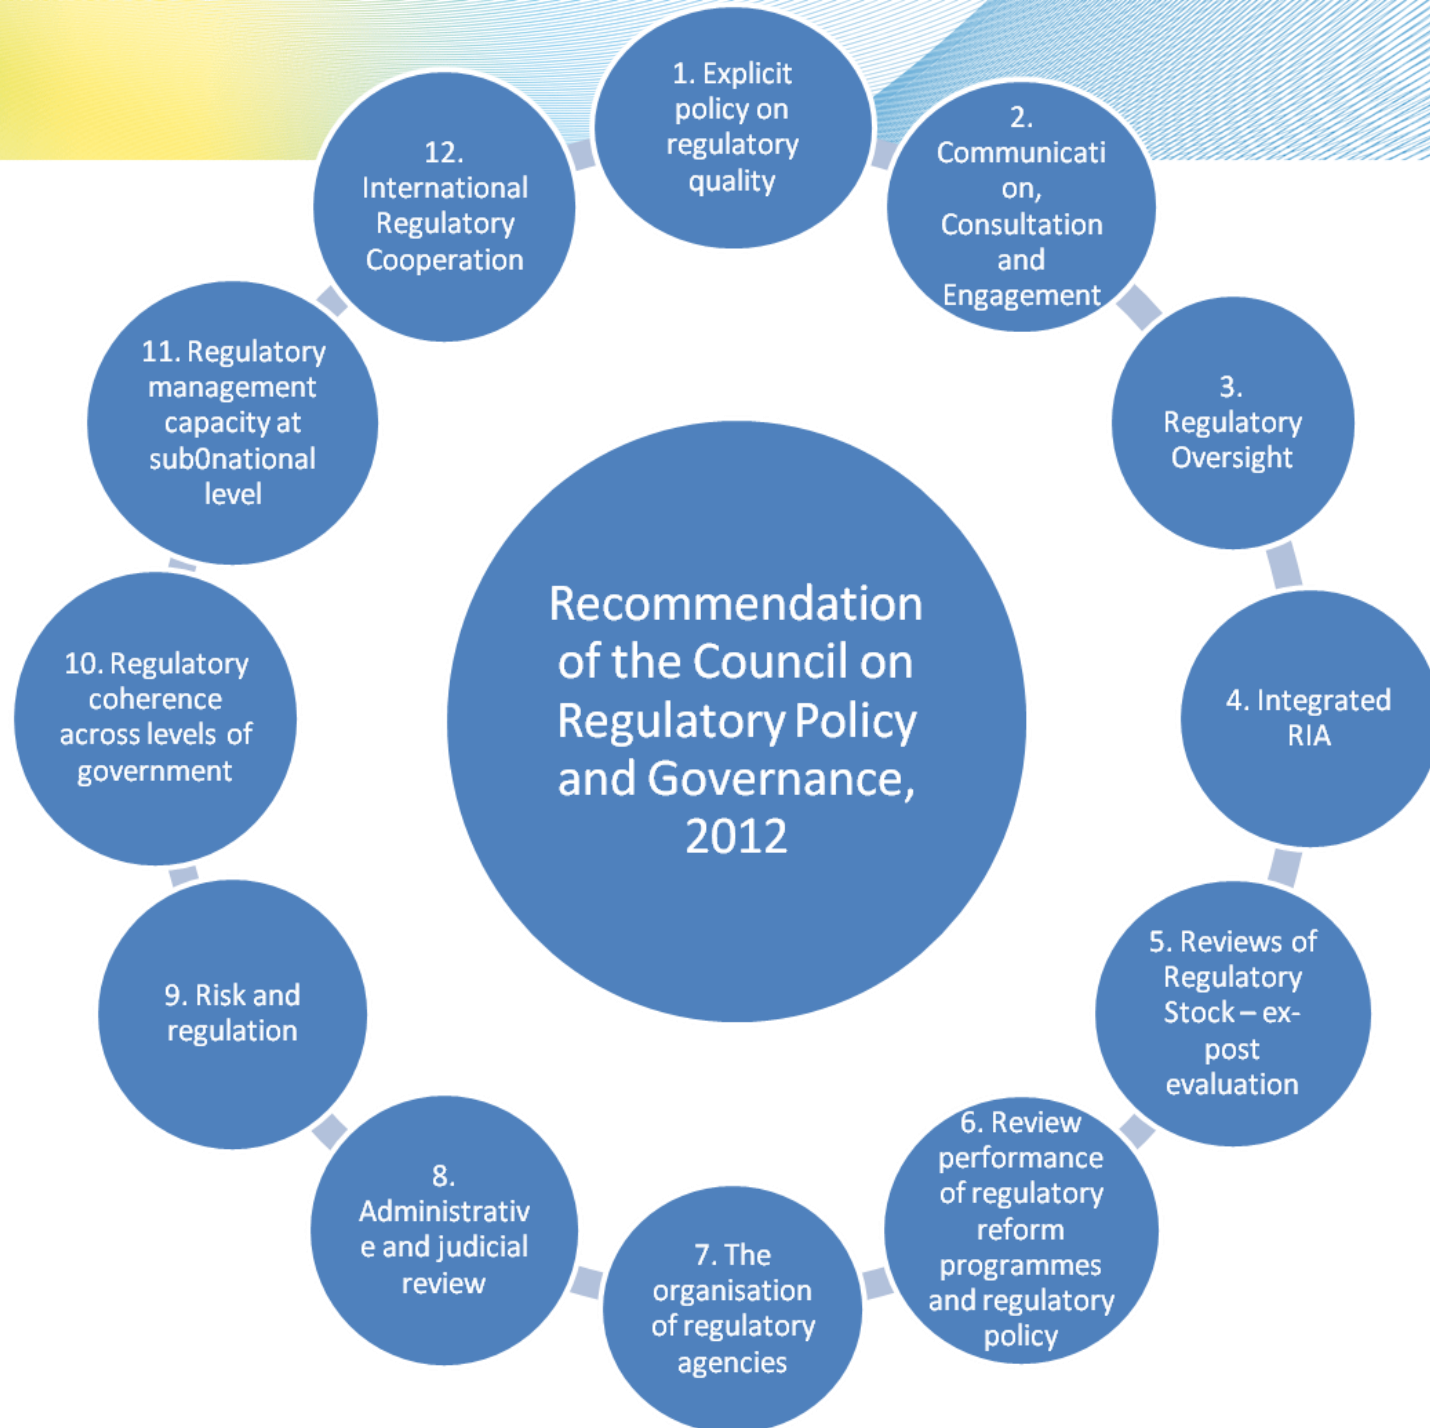 1. Explicit
policy on
regulatory
quality
2.
Communicati
on,
Consultation
and
Engagement
3.
Regulatory
Oversight
4. Integrated
RIA
5. Reviews of
Regulatory
Stock – ex-
post
evaluation
6. Review
performance
of regulatory
reform
programmes
and regulatory
policy
7. The
organisation
of regulatory
agencies
8.
Administrativ
e and judicial
review
9. Risk and
regulation
10. Regulatory
coherence
across levels of
government
11. Regulatory
management
capacity at
sub0national
level
12.
International
Regulatory
Cooperation
Recommendation
of the Council on
Regulatory Policy
and Governance,
2012